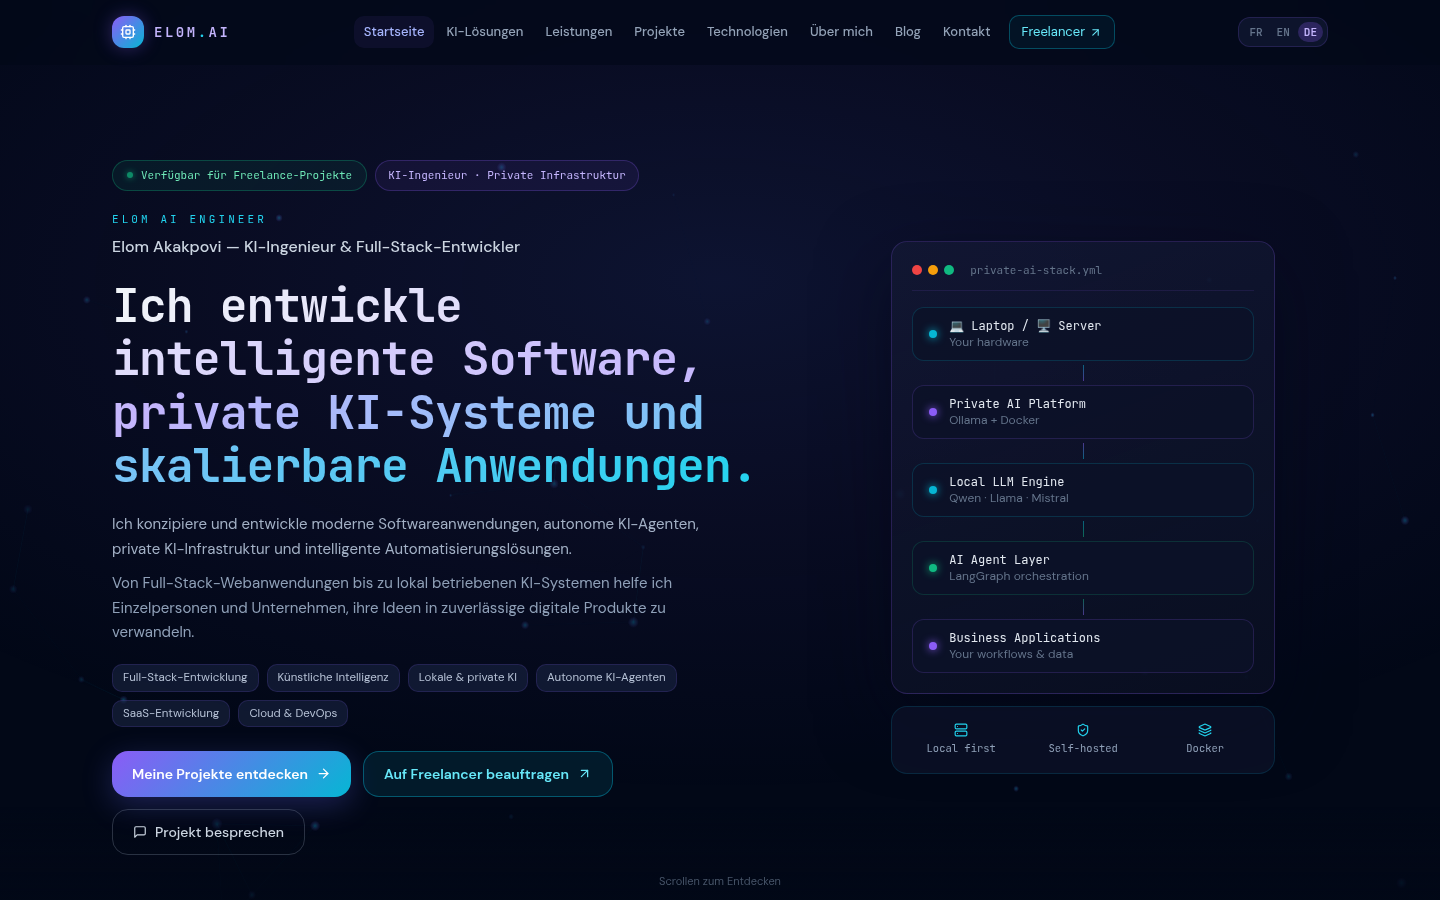 ELOM.AI
Startseite
KI-Lösungen
Leistungen
Projekte
Technologien
Über mich
Blog
Kontakt
Freelancer
FR
EN
DE
Verfügbar für Freelance-Projekte
KI-Ingenieur · Private Infrastruktur
ELOM AI ENGINEER
Elom Akakpovi — KI-Ingenieur & Full-Stack-Entwickler
Ich entwickle
intelligente Software,
private KI-Systeme und
skalierbare Anwendungen.
Ich konzipiere und entwickle moderne Softwareanwendungen, autonome KI-Agenten,
private KI-Infrastruktur und intelligente Automatisierungslösungen.
Von Full-Stack-Webanwendungen bis zu lokal betriebenen KI-Systemen helfe ich
Einzelpersonen und Unternehmen, ihre Ideen in zuverlässige digitale Produkte zu
verwandeln.
Full-Stack-Entwicklung
Künstliche Intelligenz
Lokale & private KI
Autonome KI-Agenten
SaaS-Entwicklung
Cloud & DevOps
Meine Projekte entdecken
Auf Freelancer beauftragen
Projekt besprechen
private-ai-stack.yml
Laptop / Server
Your hardware
Private AI Platform
Ollama + Docker
Local LLM Engine
Qwen · Llama · Mistral
AI Agent Layer
LangGraph orchestration
Business Applications
Your workflows & data
Local first
Self-hosted
Docker
Scrollen zum Entdecken